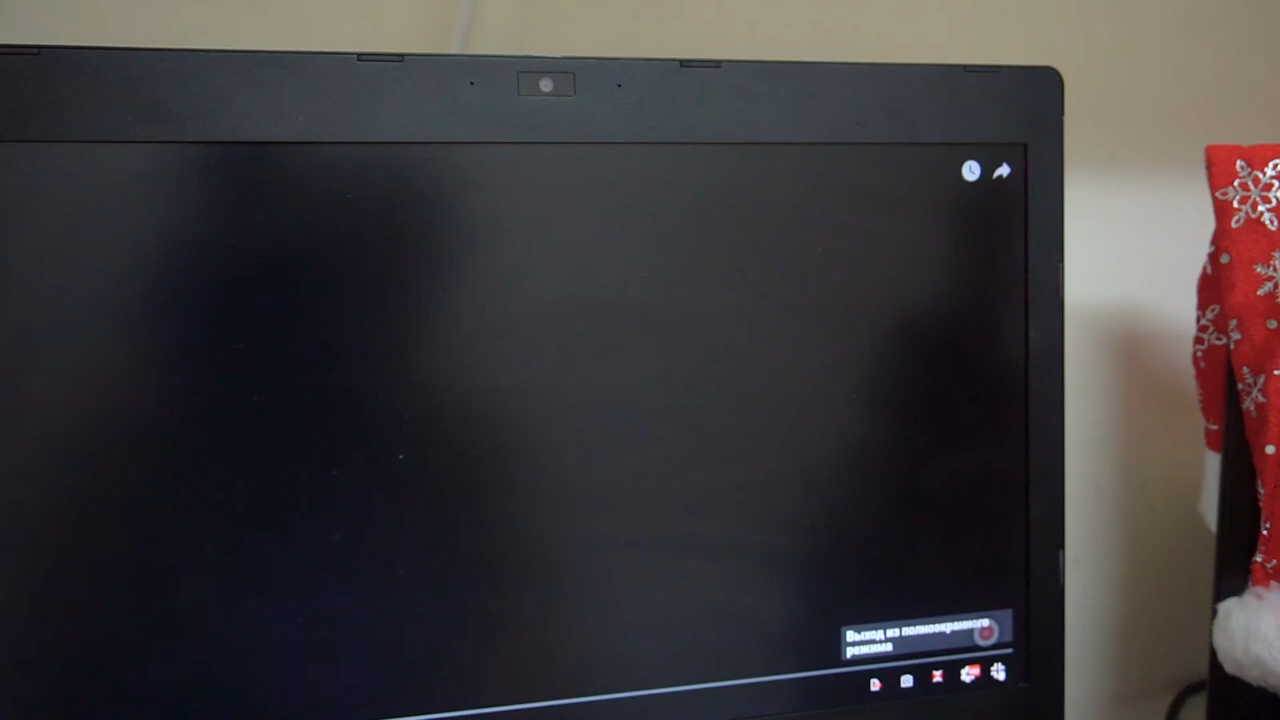 Выход из полноэкранного
режима